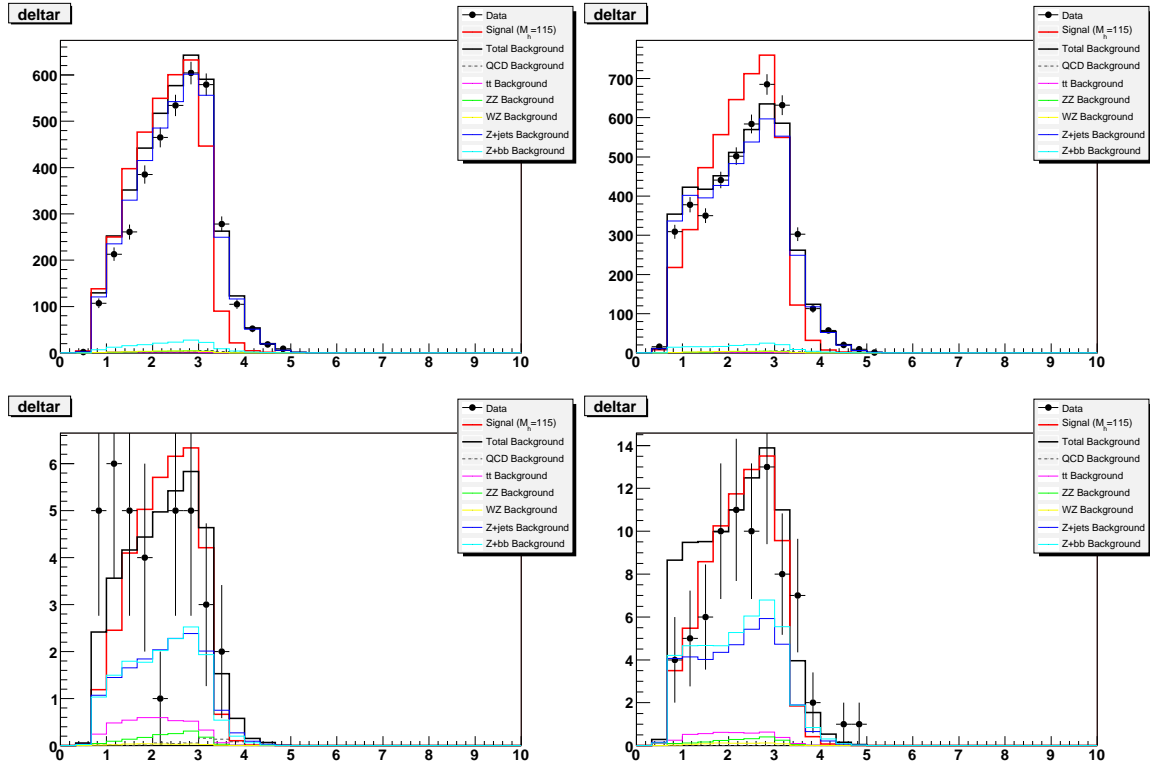 deltar
Data
Signal (M_h=115)
Total Background
QCD Background
tt Background
ZZ Background
WZ Background
Z+jets Background
Z+bb Background
600
500
400
300
200
100
0
0 1 2 3 4 5 6 7 8 9 10
deltar
Data
Signal (M_h=115)
Total Background
QCD Background
tt Background
ZZ Background
WZ Background
Z+jets Background
Z+bb Background
700
600
500
400
300
200
100
0
0 1 2 3 4 5 6 7 8 9 10
deltar
Data
Signal (M_h=115)
Total Background
QCD Background
tt Background
ZZ Background
WZ Background
Z+jets Background
Z+bb Background
6
5
4
3
2
1
0
0 1 2 3 4 5 6 7 8 9 10
deltar
Data
Signal (M_h=115)
Total Background
QCD Background
tt Background
ZZ Background
WZ Background
Z+jets Background
Z+bb Background
14
12
10
8
6
4
2
0
0 1 2 3 4 5 6 7 8 9 10